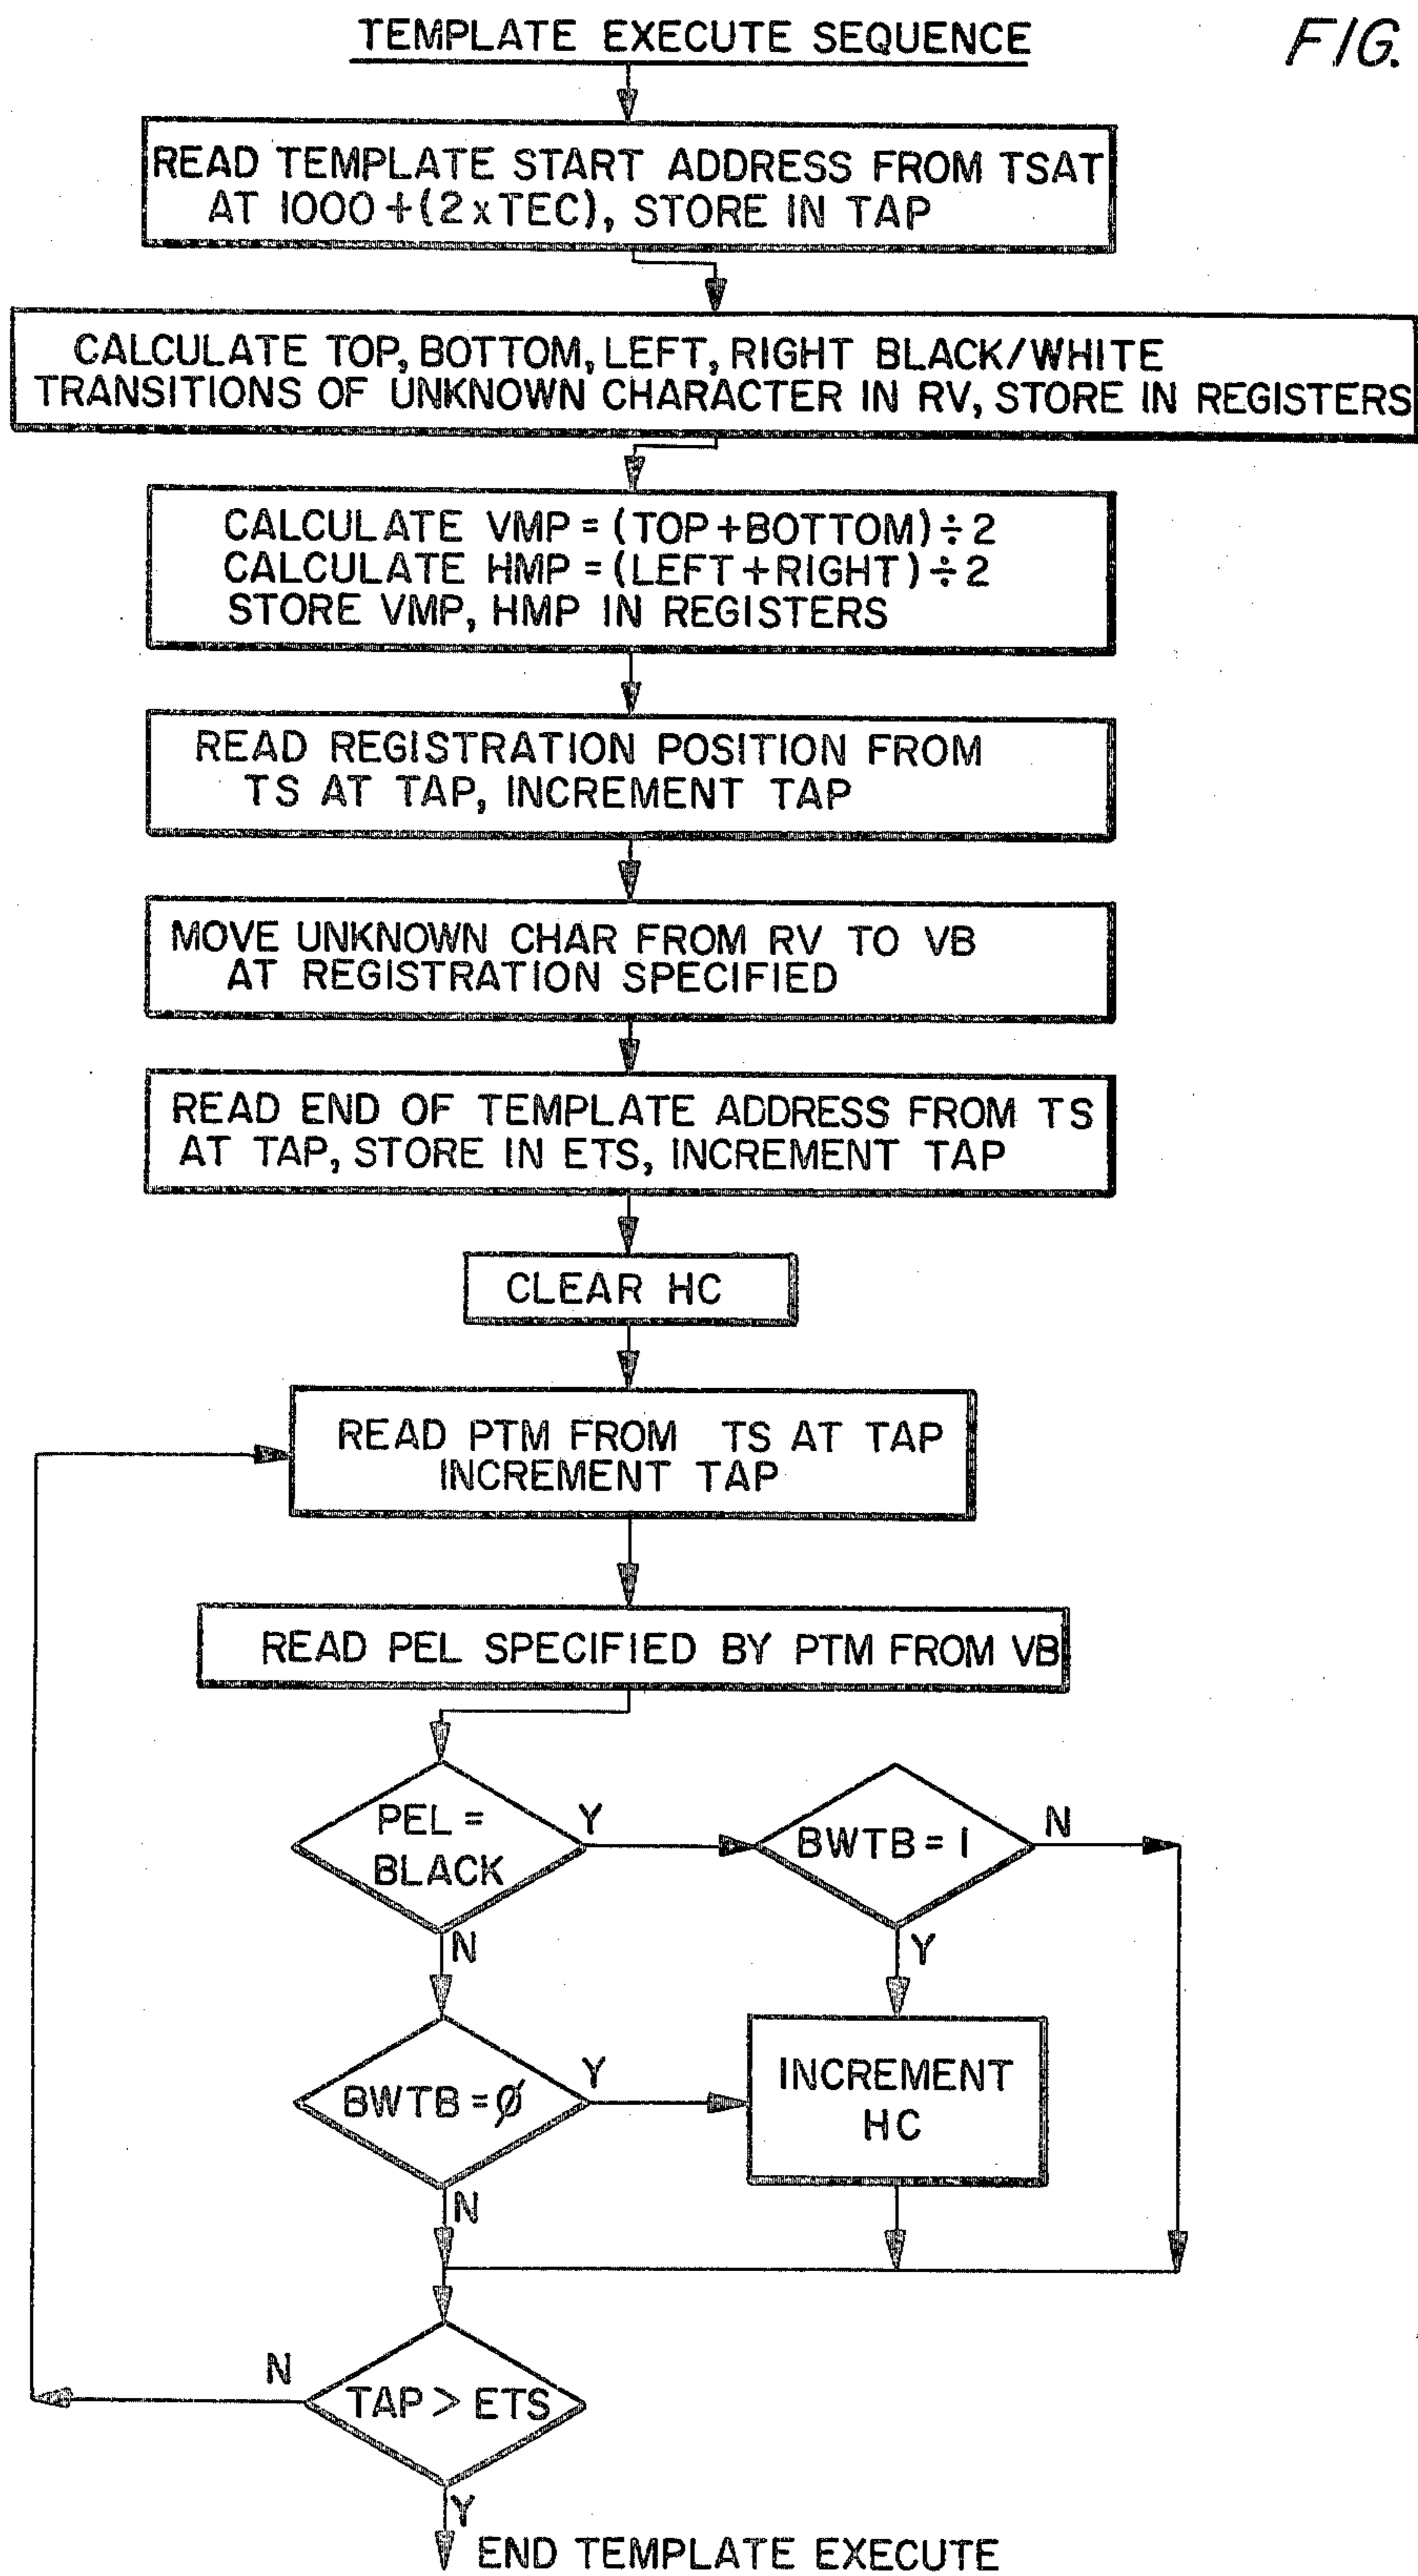 TEMPLATE EXECUTE SEQUENCE
FIG.
READ TEMPLATE START ADDRESS FROM TSAT
AT 1000+(2xTEC), STORE IN TAP
CALCULATE TOP, BOTTOM, LEFT, RIGHT BLACK/WHITE
TRANSITIONS OF UNKNOWN CHARACTER IN RV, STORE IN REGISTERS
CALCULATE VMP = (TOP+BOTTOM)÷2
CALCULATE HMP = (LEFT+RIGHT)÷2
STORE VMP, HMP IN REGISTERS
READ REGISTRATION POSITION FROM
TS AT TAP, INCREMENT TAP
MOVE UNKNOWN CHAR FROM RV TO VB
AT REGISTRATION SPECIFIED
READ END OF TEMPLATE ADDRESS FROM TS
AT TAP, STORE IN ETS, INCREMENT TAP
CLEAR HC
READ PTM FROM TS AT TAP
INCREMENT TAP
READ PEL SPECIFIED BY PTM FROM VB
PEL =
BLACK
Y
BWTB = 1
N
N
Y
BWTB = Ø
Y
INCREMENT
HC
N
N
TAP > ETS
Y
END TEMPLATE EXECUTE